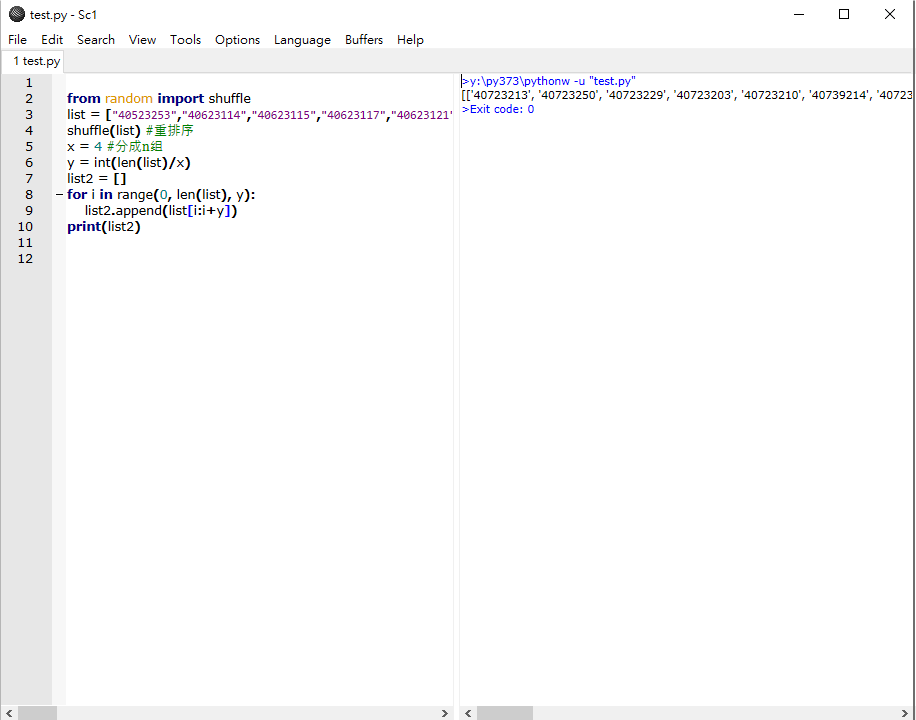 test.py - Sc1
File Edit Search View Tools Options Language Buffers Help
1 test.py
1
2 from random import shuffle
3 list = ["40523253","40623114","40623115","40623117","40623121"
4 shuffle(list) #重排序
5 x = 4 #分成n组
6 y = int(len(list)/x)
7 list2 = []
8 for i in range(0, len(list), y):
9 list2.append(list[i:i+y])
10 print(list2)
11
12
>y:\py373\pythonw -u "test.py"
[['40723213', '40723250', '40723229', '40723203', '40723210', '40739214', '40723
>Exit code: 0